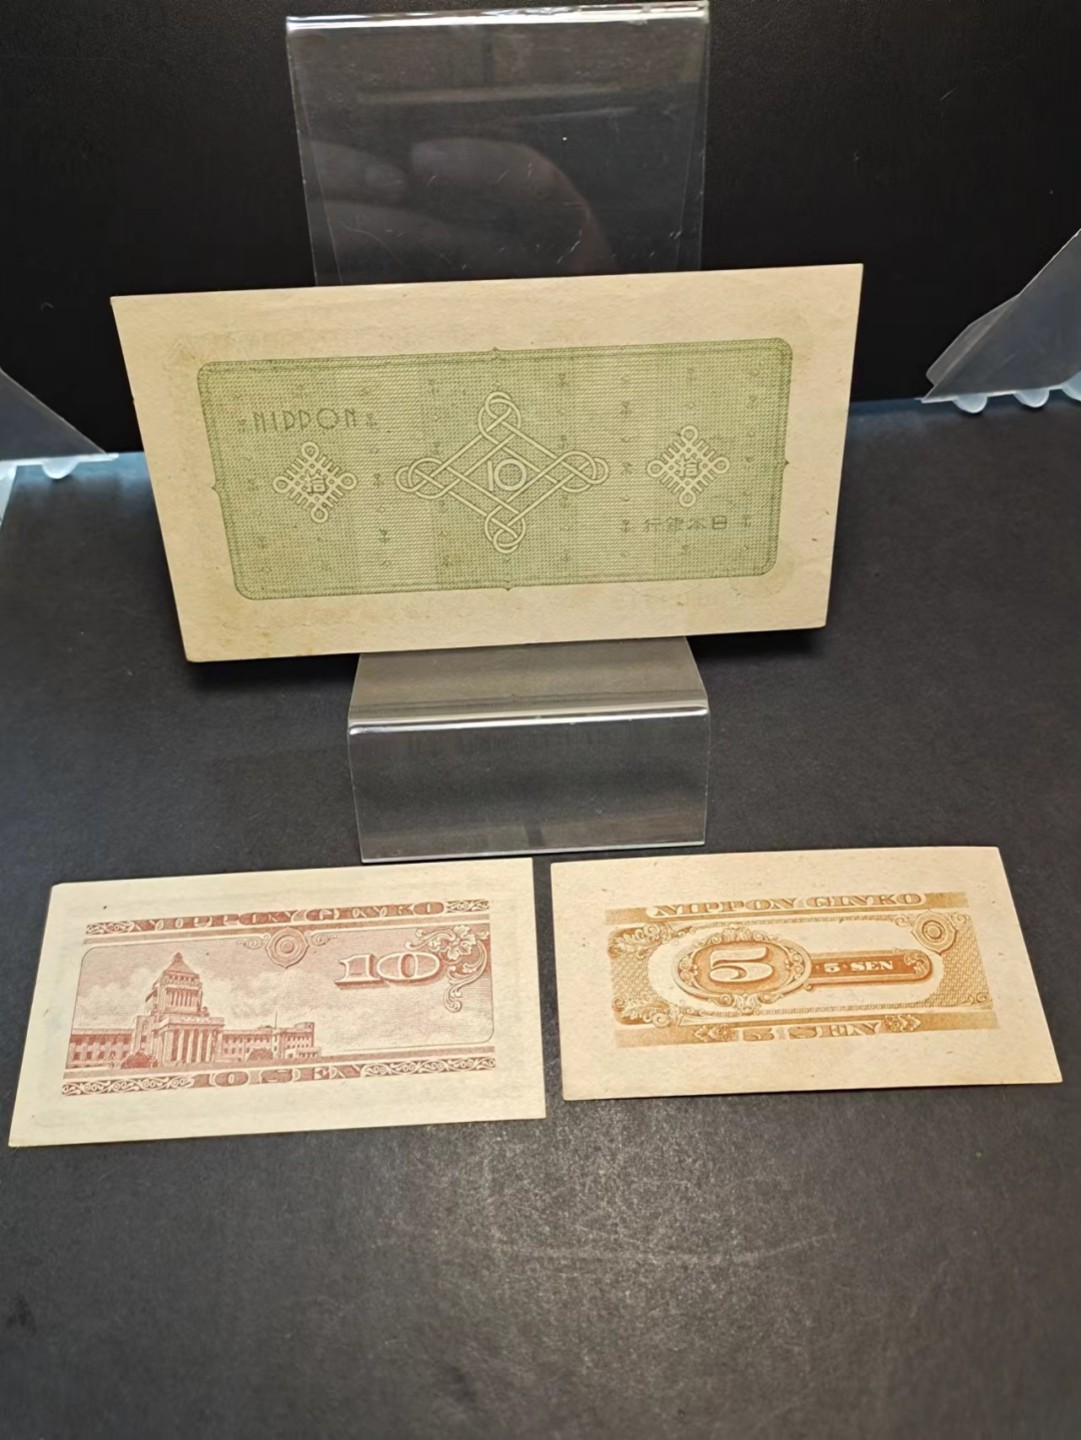 NIPPON
拾
10
拾
行銀本日
NIPPON GINKO
10
10 SEN
NIPPON GINKO
5
5 SEN
5 SEN